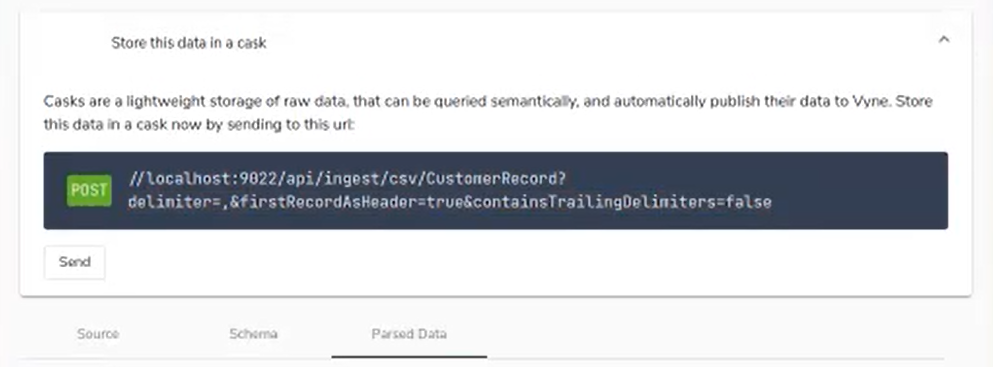 Store this data in a cask
Casks are a lightweight storage of raw data, that can be queried semantically, and automatically publish their data to Vyne. Store
this data in a cask now by sending to this url:
POST
//localhost:9022/api/ingest/csv/CustomerRecord?
delimiter=,&firstRecordAsHeader=true&containsTrailingDelimiters=false
Send
Source Schema Parsed Data